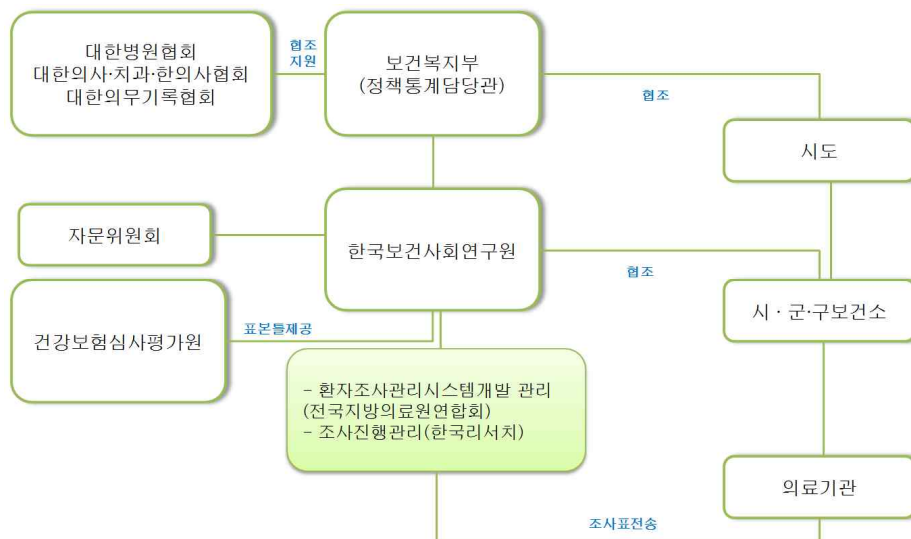 대한병원협회
대한의사·치과·한의사협회
대한의무기록협회
협조
지원
보건복지부
(정책통계담당관)
협조
시도
자문위원회
한국보건사회연구원
협조
건강보험심사평가원
표본틀제공
시 · 군·구보건소
- 환자조사관리시스템개발 관리
(전국지방의료원연합회)
- 조사진행관리(한국리서치)
의료기관
조사표전송